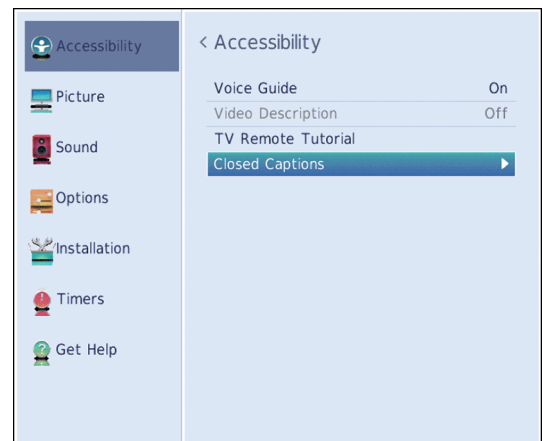 Accessibility
Picture
Sound
Options
Installation
Timers
Get Help
< Accessibility
Voice Guide On
Video Description Off
TV Remote Tutorial
Closed Captions